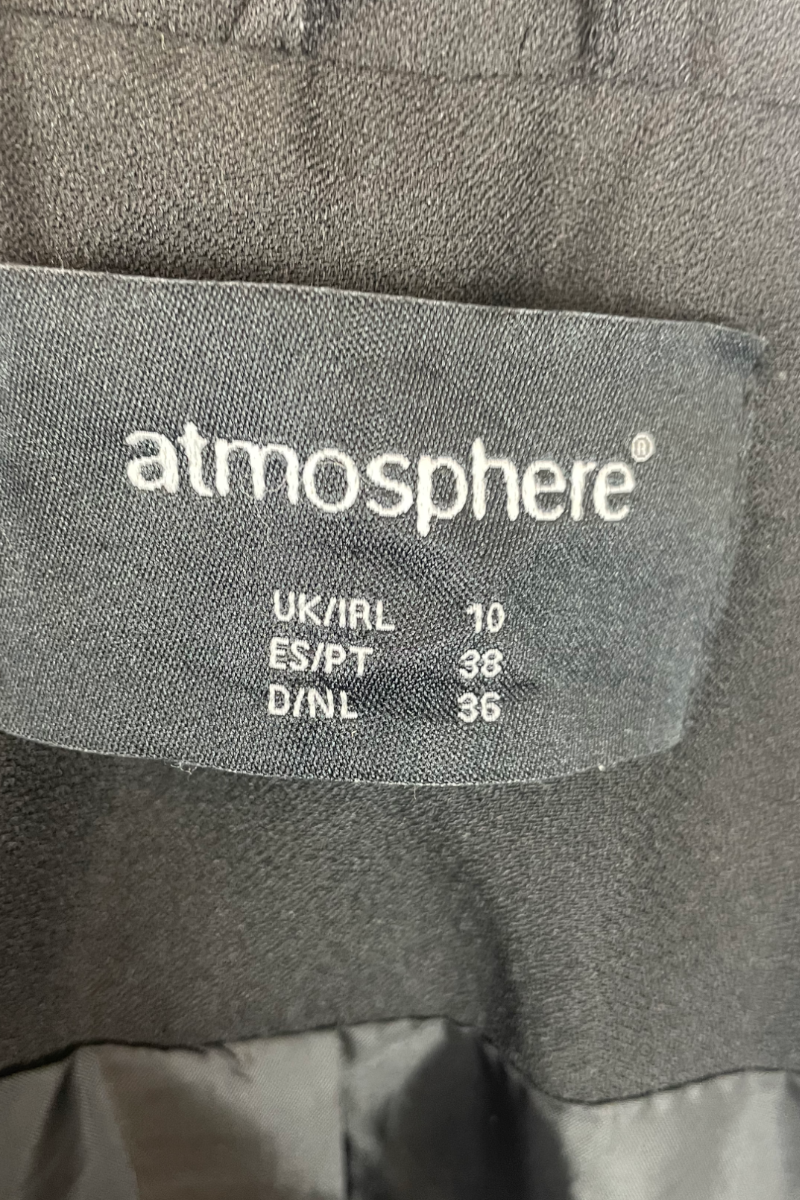 atmosphere®
UK/IRL 10
ES/PT 38
D/NL 36